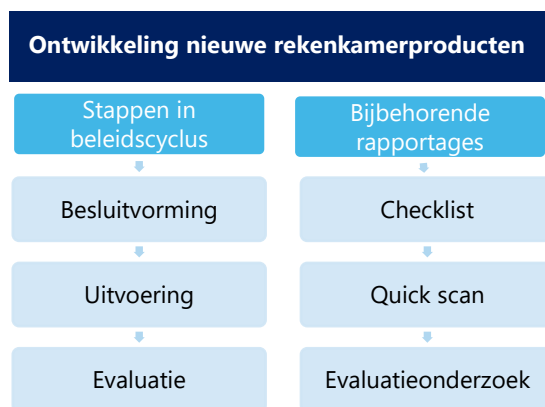 Ontwikkeling nieuwe rekenkamerproducten
Stappen in
beleidscyclus
Besluitvorming
Uitvoering
Evaluatie
Bijbehorende
rapportages
Checklist
Quick scan
Evaluatieonderzoek